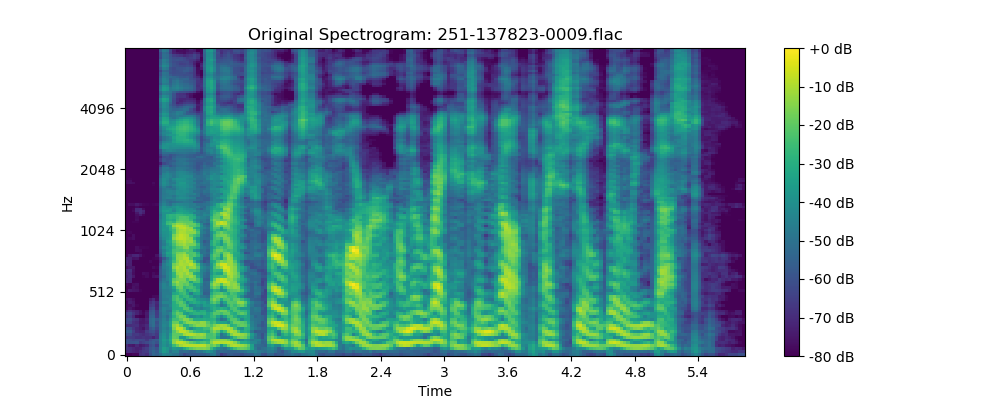 Original Spectrogram: 251-137823-0009.flac
Hz
4096
2048
1024
512
0
0 0.6 1.2 1.8 2.4 3 3.6 4.2 4.8 5.4
Time
+0 dB
-10 dB
-20 dB
-30 dB
-40 dB
-50 dB
-60 dB
-70 dB
-80 dB